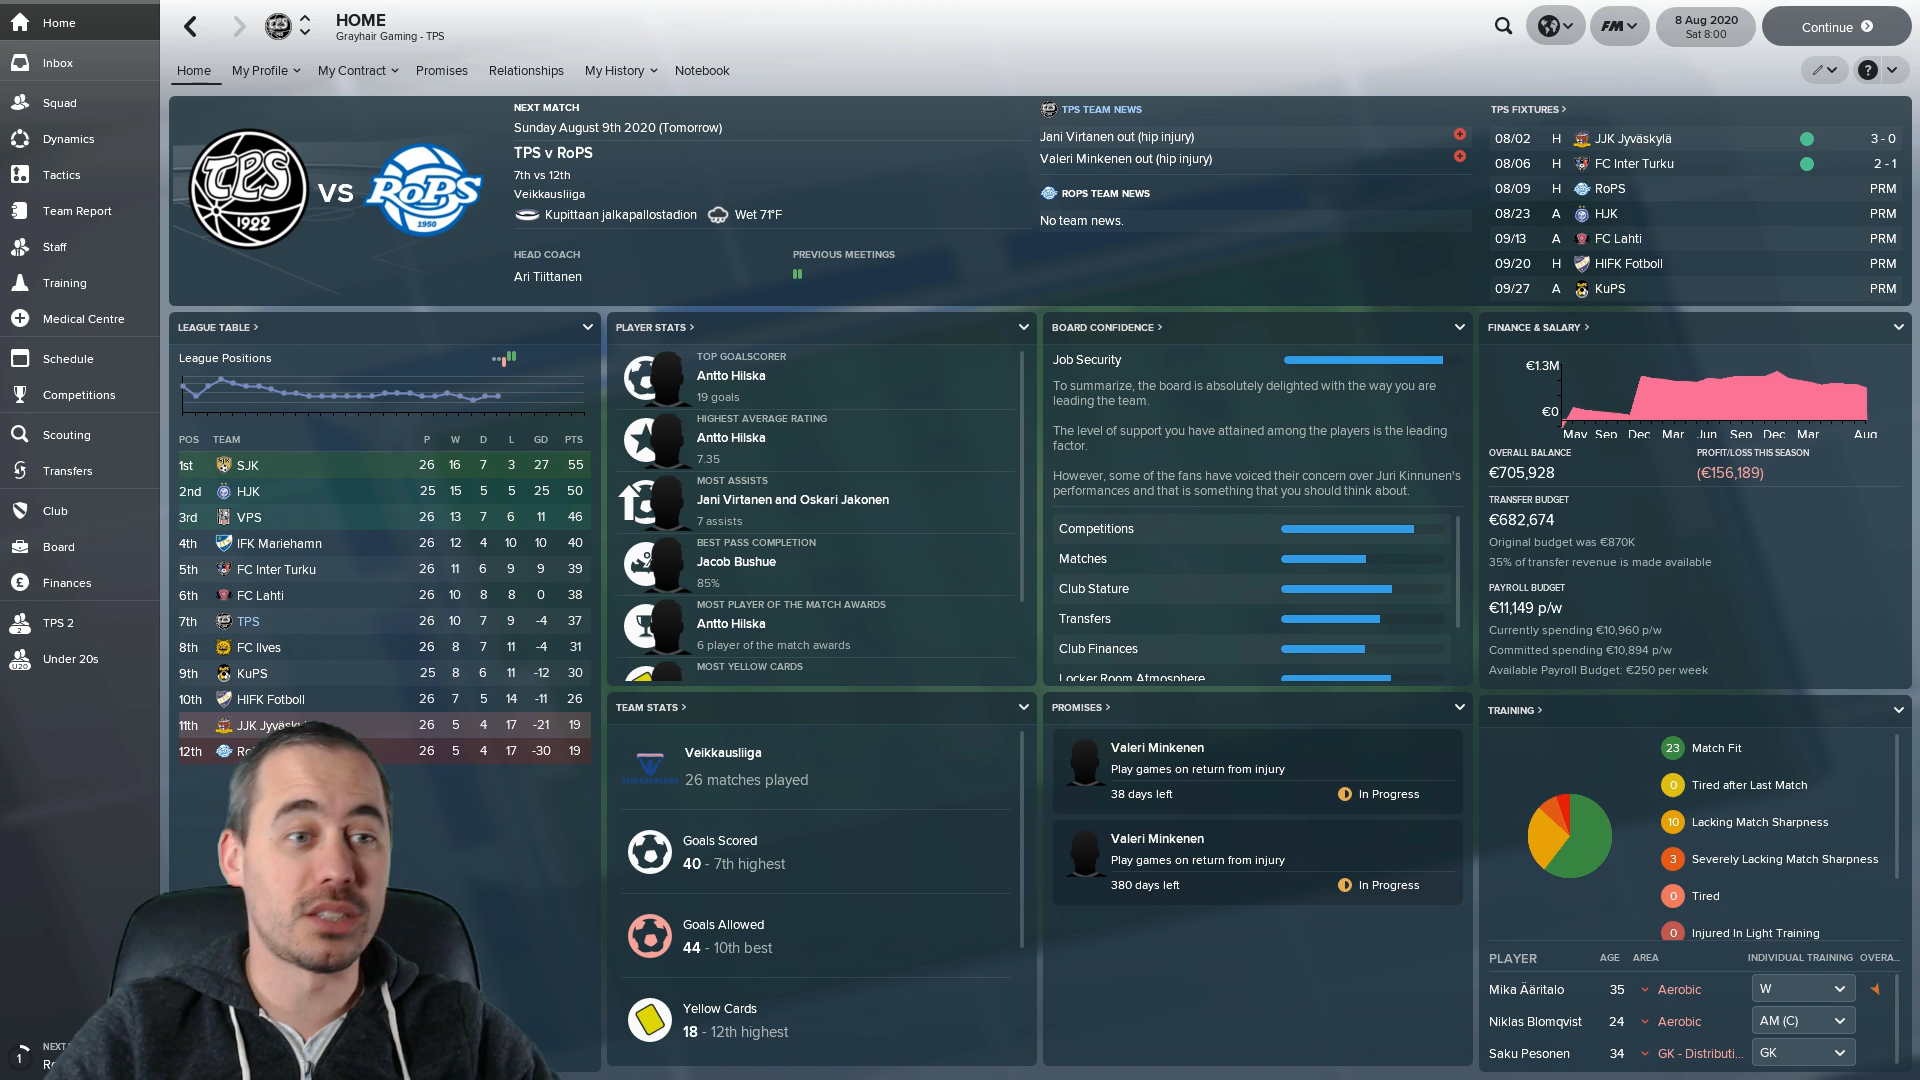 Home
Inbox
Squad
Dynamics
Tactics
Team Report
Staff
Training
Medical Centre
Schedule
Competitions
Scouting
Transfers
Club
Board
Finances
TPS 2
Under 20s
HOME
Grayhair Gaming - TPS
FM
8 Aug 2020
Sat 8:00
Continue
Home My Profile My Contract Promises Relationships My History Notebook
TPS
1922
VS
RoPS
1950
NEXT MATCH
Sunday August 9th 2020 (Tomorrow)
TPS v RoPS
7th vs 12th
Veikkausliiga
Kupittaan jalkapallostadion Wet 71°F
HEAD COACH
Ari Tiittanen
PREVIOUS MEETINGS
TPS TEAM NEWS
Jani Virtanen out (hip injury)
Valeri Minkenen out (hip injury)
ROPS TEAM NEWS
No team news.
TPS FIXTURES >
08/02 H JJK Jyväskylä 3 - 0
08/06 H FC Inter Turku 2 - 1
08/09 H RoPS PRM
08/23 A HJK PRM
09/13 A FC Lahti PRM
09/20 H HIFK Fotboll PRM
09/27 A KuPS PRM
LEAGUE TABLE >
League Positions
POS TEAM P W D L GD PTS
1st SJK 26 16 7 3 27 55
2nd HJK 25 15 5 5 25 50
3rd VPS 26 13 7 6 11 46
4th IFK Mariehamn 26 12 4 10 10 40
5th FC Inter Turku 26 11 6 9 9 39
6th FC Lahti 26 10 8 8 0 38
7th TPS 26 10 7 9 -4 37
8th FC Ilves 26 8 7 11 -4 31
9th KuPS 25 8 6 11 -12 30
10th HIFK Fotboll 26 7 5 14 -11 26
11th JJK Jyväsky 26 5 4 17 -21 19
12th Ro 26 5 4 17 -30 19
PLAYER STATS >
TOP GOALSCORER
Antto Hilska
19 goals
HIGHEST AVERAGE RATING
Antto Hilska
7.35
MOST ASSISTS
Jani Virtanen and Oskari Jakonen
7 assists
BEST PASS COMPLETION
Jacob Bushue
85%
MOST PLAYER OF THE MATCH AWARDS
Antto Hilska
6 player of the match awards
MOST YELLOW CARDS
BOARD CONFIDENCE >
Job Security
To summarize, the board is absolutely delighted with the way you are
leading the team.
The level of support you have attained among the players is the leading
factor.
However, some of the fans have voiced their concern over Juri Kinnunen's
performances and that is something that you should think about.
Competitions
Matches
Club Stature
Transfers
Club Finances
Locker Room Atmosphere
FINANCE & SALARY >
€1.3M
€0
May Sep Dec Mar Jun Sep Dec Mar Aug
OVERALL BALANCE PROFIT/LOSS THIS SEASON
€705,928 (€156,189)
TRANSFER BUDGET
€682,674
Original budget was €870K
35% of transfer revenue is made available
PAYROLL BUDGET
€11,149 p/w
Currently spending €10,960 p/w
Committed spending €10,894 p/w
Available Payroll Budget: €250 per week
TEAM STATS >
Veikkausliiga
26 matches played
Goals Scored
40 - 7th highest
Goals Allowed
44 - 10th best
Yellow Cards
18 - 12th highest
PROMISES >
Valeri Minkenen
Play games on return from injury
38 days left In Progress
Valeri Minkenen
Play games on return from injury
380 days left In Progress
TRAINING >
23 Match Fit
0 Tired after Last Match
10 Lacking Match Sharpness
3 Severely Lacking Match Sharpness
0 Tired
0 Injured In Light Training
PLAYER AGE AREA INDIVIDUAL TRAINING OVERA...
Mika Ääritalo 35 Aerobic W
Niklas Blomqvist 24 Aerobic AM (C)
Saku Pesonen 34 GK - Distributi... GK
1 NEXT